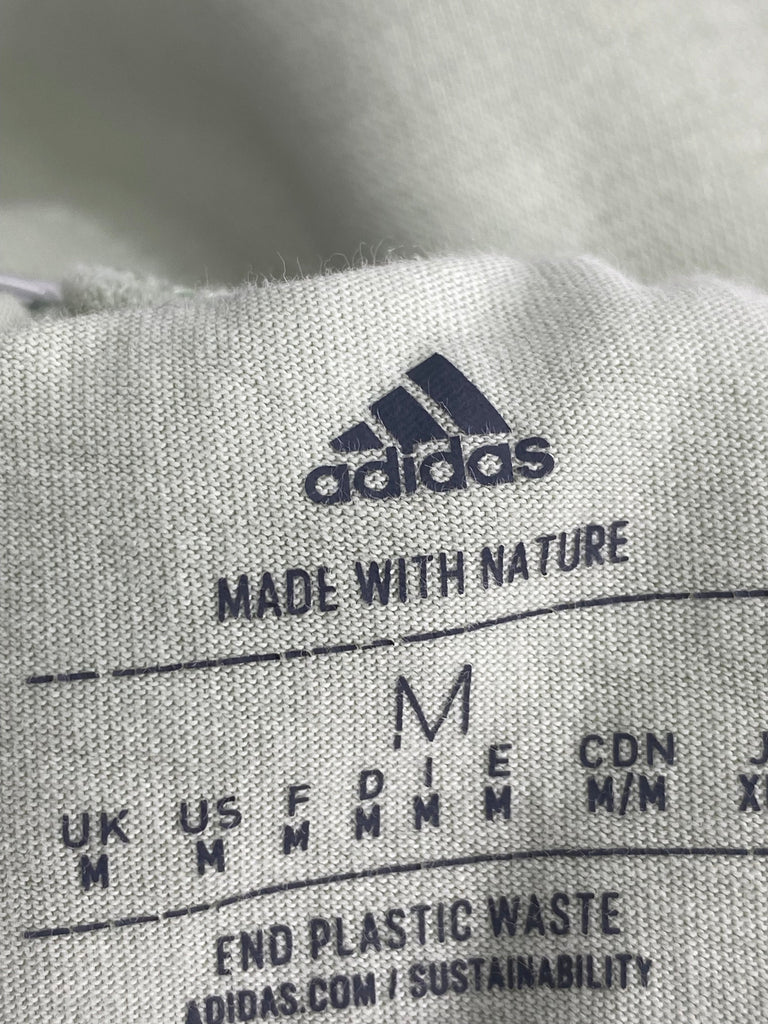 adidas
MADE WITH NATURE
M
UK US F D I E CDN
M M M M M M M/M
END PLASTIC WASTE
ADIDAS.COM / SUSTAINABILITY